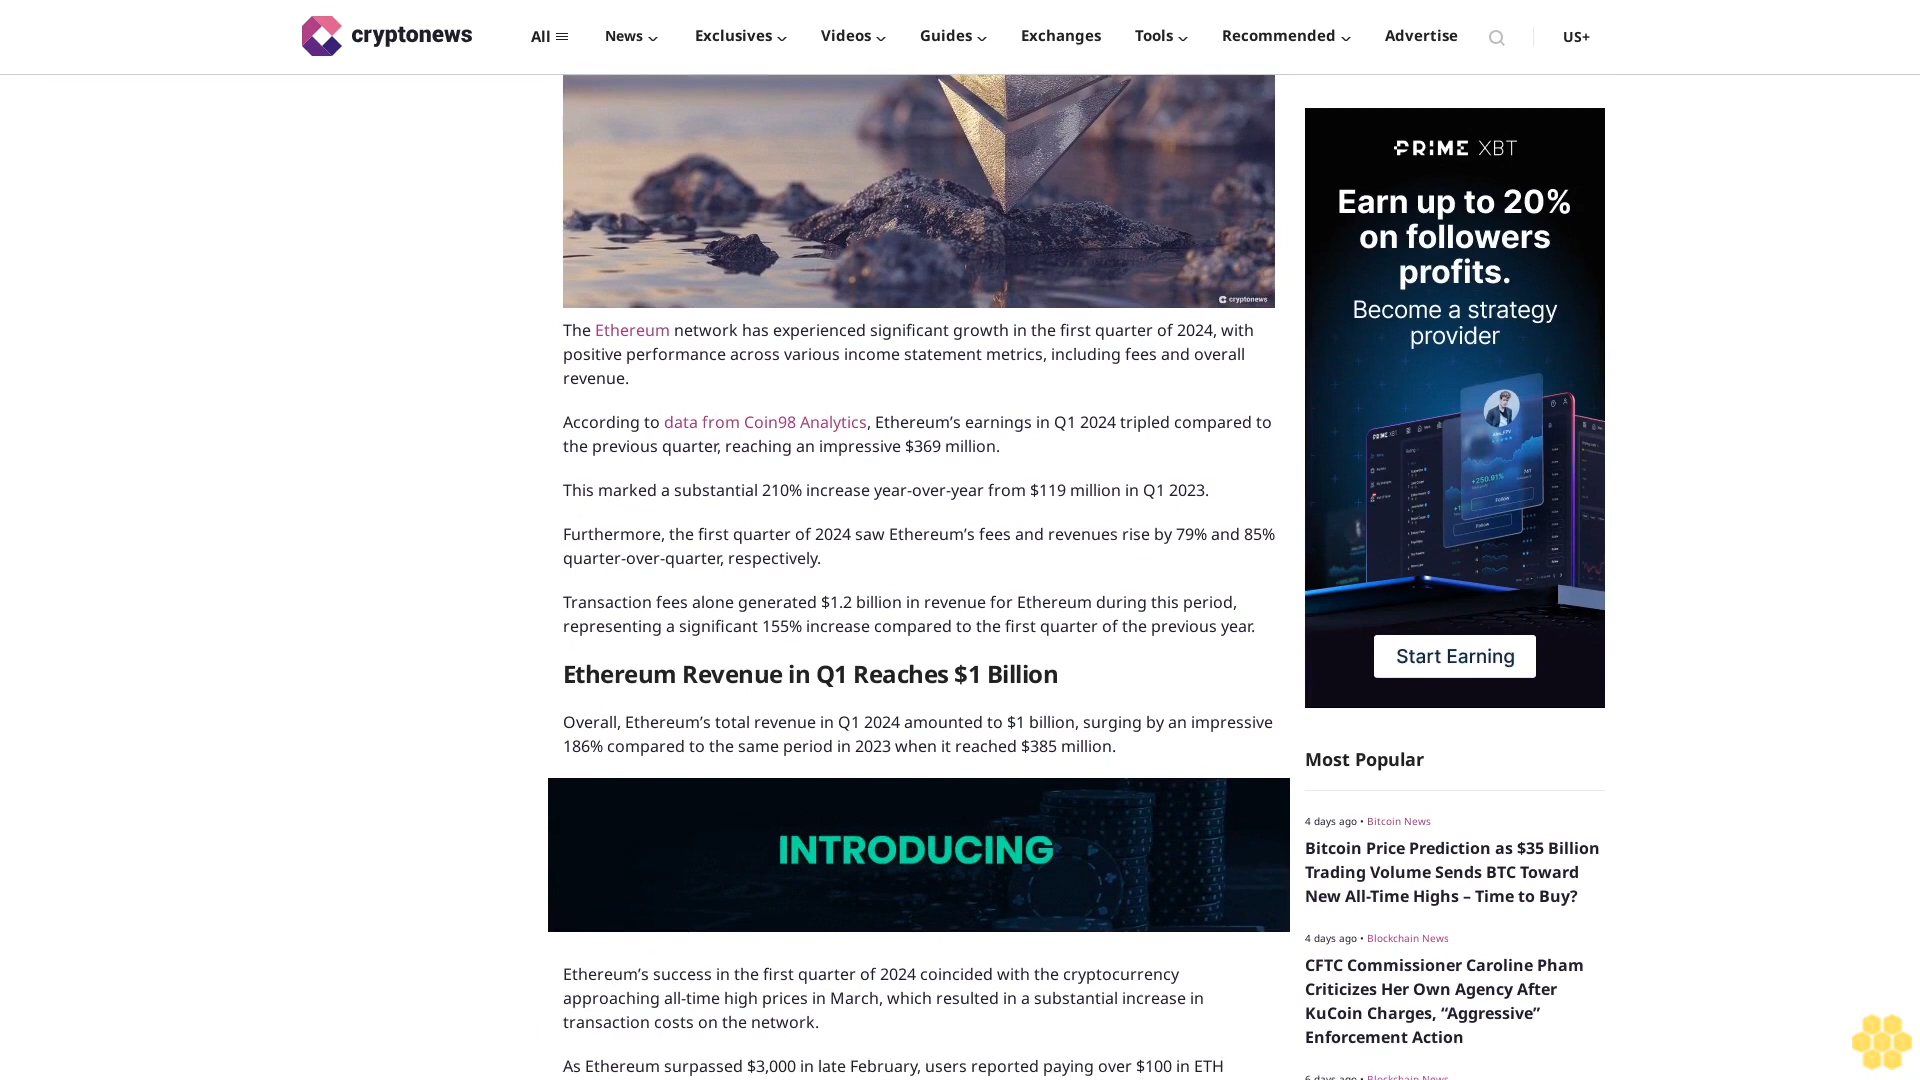 cryptonews
All
News
Exclusives
Videos
Guides
Exchanges
Tools
Recommended
Advertise
US+
cryptonews
The Ethereum network has experienced significant growth in the first quarter of 2024, with
positive performance across various income statement metrics, including fees and overall
revenue.
According to data from Coin98 Analytics, Ethereum’s earnings in Q1 2024 tripled compared to
the previous quarter, reaching an impressive $369 million.
This marked a substantial 210% increase year-over-year from $119 million in Q1 2023.
Furthermore, the first quarter of 2024 saw Ethereum’s fees and revenues rise by 79% and 85%
quarter-over-quarter, respectively.
Transaction fees alone generated $1.2 billion in revenue for Ethereum during this period,
representing a significant 155% increase compared to the first quarter of the previous year.
Ethereum Revenue in Q1 Reaches $1 Billion
Overall, Ethereum’s total revenue in Q1 2024 amounted to $1 billion, surging by an impressive
186% compared to the same period in 2023 when it reached $385 million.
INTRODUCING
Ethereum’s success in the first quarter of 2024 coincided with the cryptocurrency
approaching all-time high prices in March, which resulted in a substantial increase in
transaction costs on the network.
As Ethereum surpassed $3,000 in late February, users reported paying over $100 in ETH
PRIME XBT
Earn up to 20%
on followers
profits.
Become a strategy
provider
PRIME XBT
+250.91%
Follow
Follow
Start Earning
Most Popular
4 days ago • Bitcoin News
Bitcoin Price Prediction as $35 Billion
Trading Volume Sends BTC Toward
New All-Time Highs – Time to Buy?
4 days ago • Blockchain News
CFTC Commissioner Caroline Pham
Criticizes Her Own Agency After
KuCoin Charges, “Aggressive”
Enforcement Action
6 days ago • Blockchain News